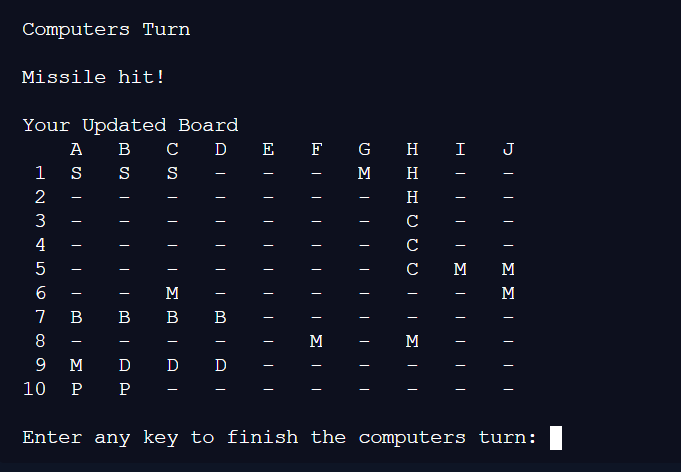 Computers Turn
Missile hit!
Your Updated Board
A B C D E F G H I J
1 S S S - - - M H - -
2 - - - - - - - H - -
3 - - - - - - - C - -
4 - - - - - - - C - -
5 - - - - - - - C M M
6 - - M - - - - - - M
7 B B B B - - - - - -
8 - - - - - M - M - -
9 M D D D - - - - - -
10 P P - - - - - - - -
Enter any key to finish the computers turn: